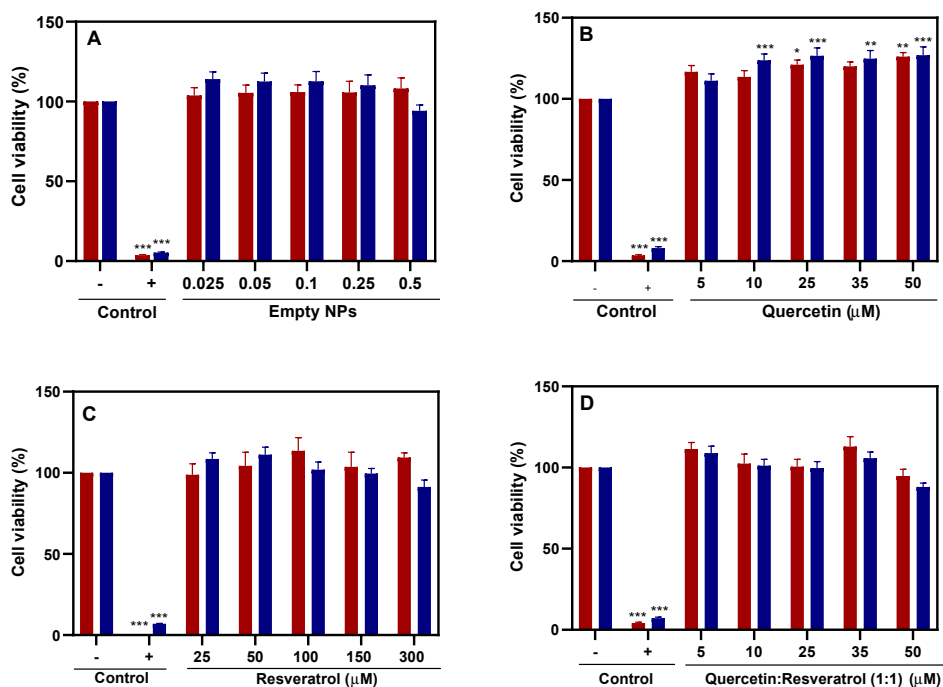 A
Cell viability (%)
150
100
50
0
*** ***
- + 0.025 0.05 0.1 0.25 0.5
Control Empty NPs
B
Cell viability (%)
150
100
50
0
*** *** *** * *** ** ** ***
- + 5 10 25 35 50
Control Quercetin (μM)
C
Cell viability (%)
150
100
50
0
*** ***
- + 25 50 100 150 300
Control Resveratrol (μM)
D
Cell viability (%)
150
100
50
0
*** ***
- + 5 10 25 35 50
Control Quercetin:Resveratrol (1:1) (μM)